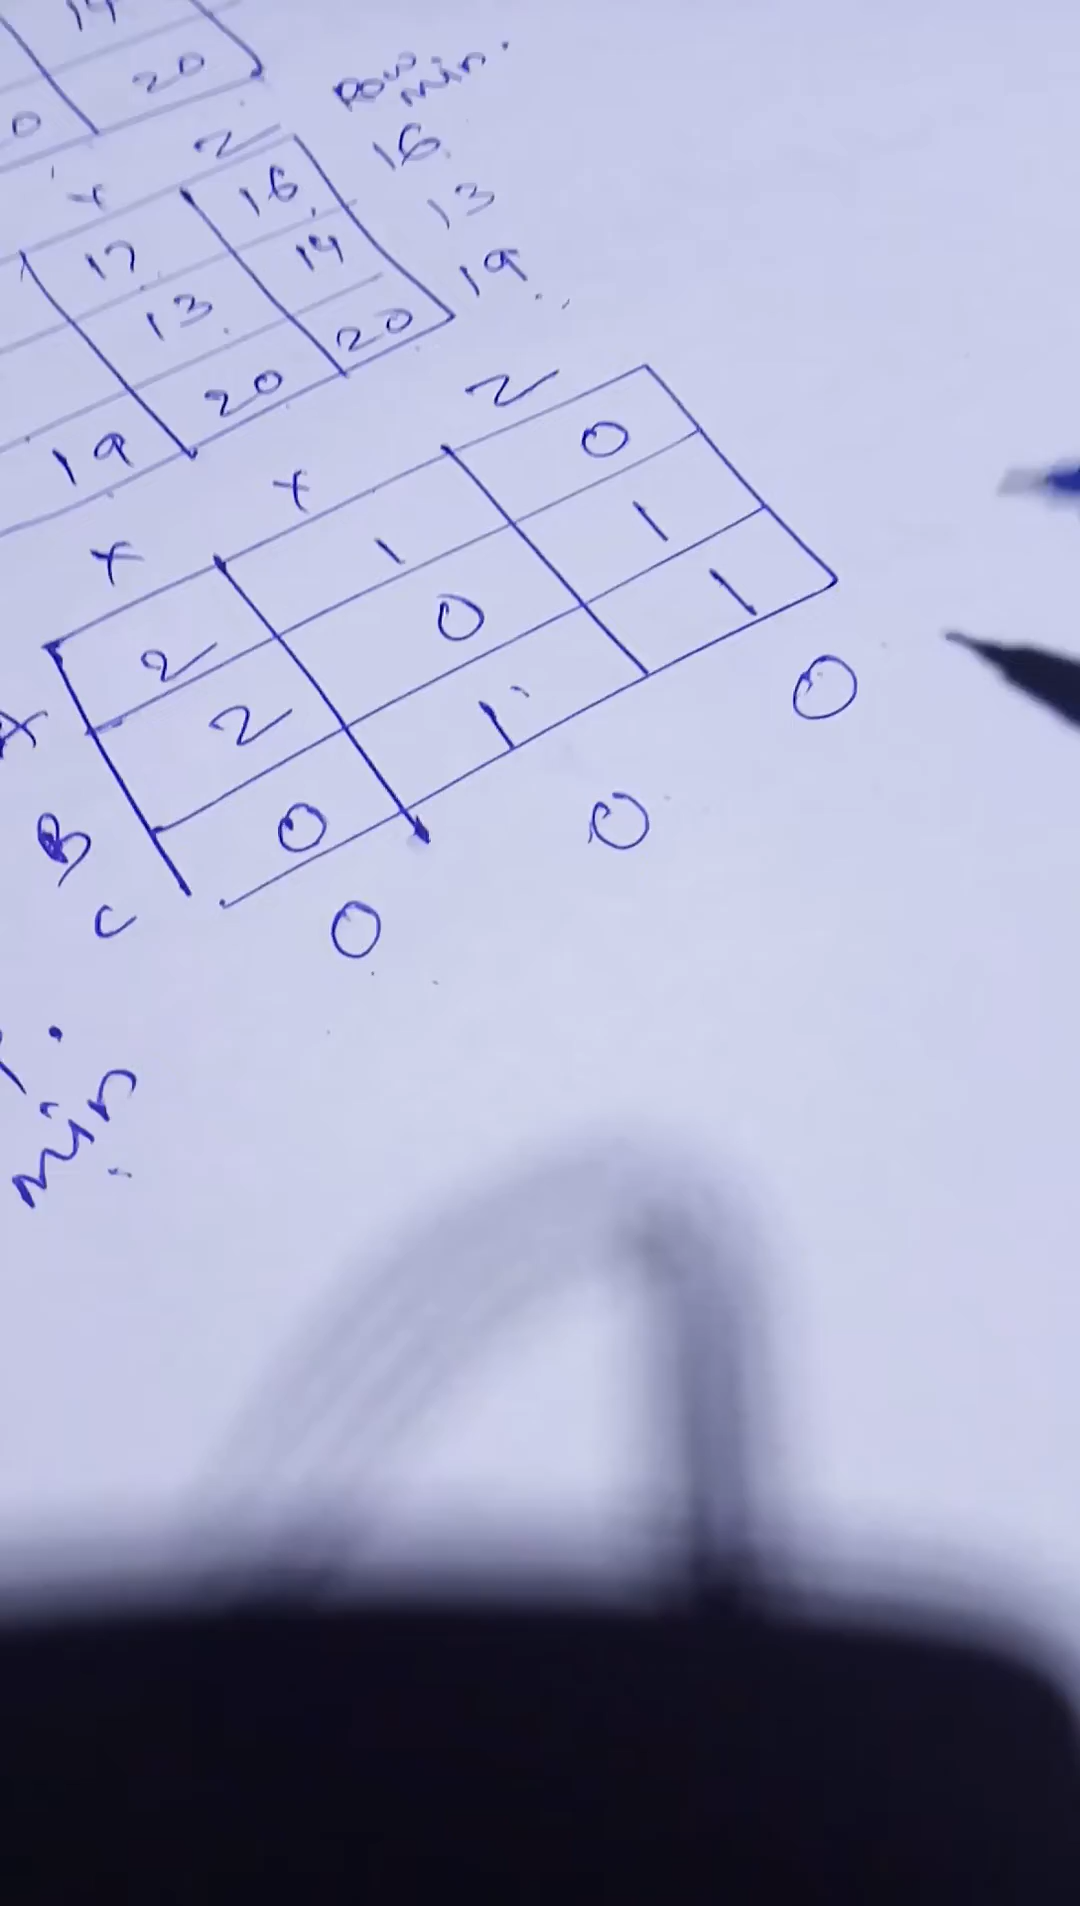 14
0 20
Row min.
Y Z
17 16 16
13 14 13
19 20 20 19
X Y Z
A 2 1 0
B 2 0 1
C 0 1 1
min 0 0 0